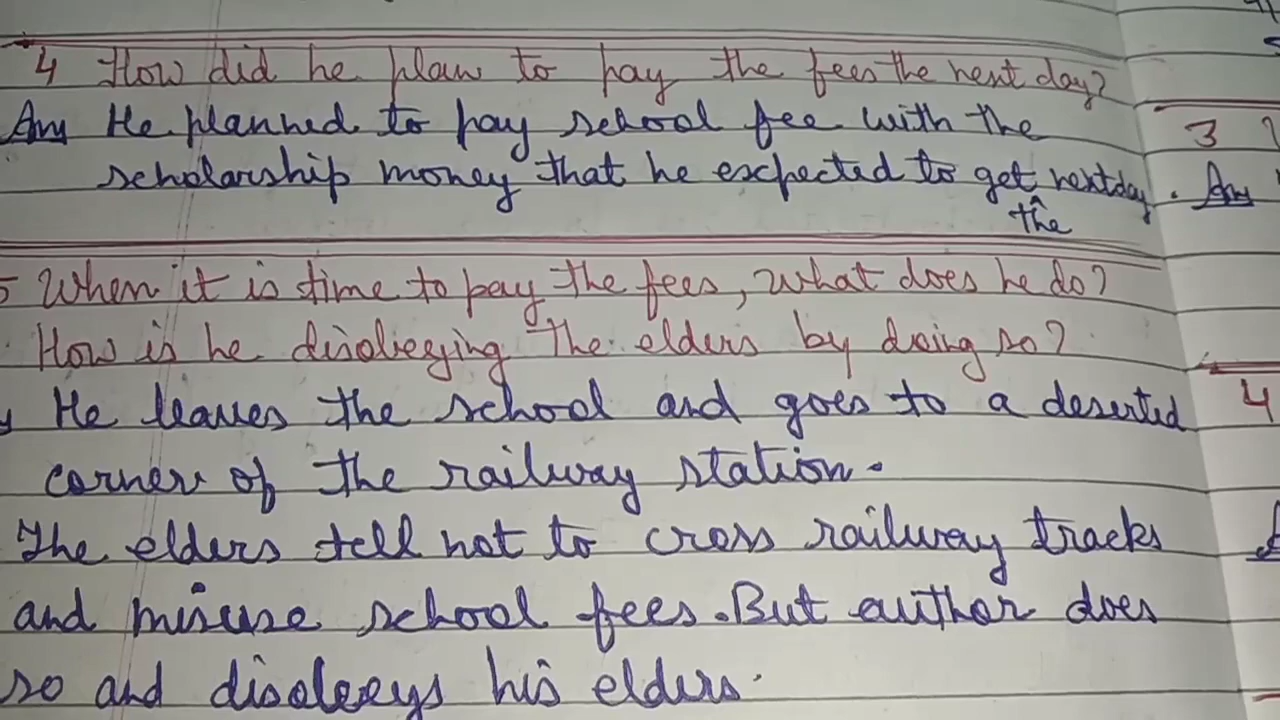 4 How did he plan to pay the fees the next day?
Ans He planned to pay school fee with the
scholarship money that he expected to get nextday.
the
5 When it is time to pay the fees, what does he do?
How is he disobeying the elders by doing so?
He leaves the school and goes to a deserted
corner of the railway station.
The elders tell not to cross railway tracks
and misuse school fees. But author does
so and disobeys his elders.
3
Ans
4